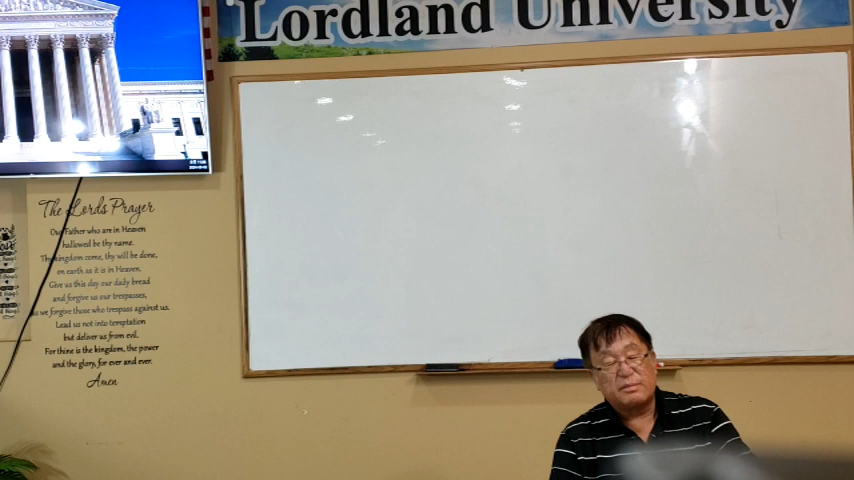 Lordland University
The Lords Prayer
Our Father who are in Heaven
hallowed be thy name.
Thy kingdom come, thy will be done,
on earth as it is in Heaven.
Give us this day our daily bread
and forgive us our trespasses,
as we forgive those who trespass against us.
Lead us not into temptation
but deliver us from evil.
For thine is the kingdom, the power
and the glory, for ever and ever.
Amen